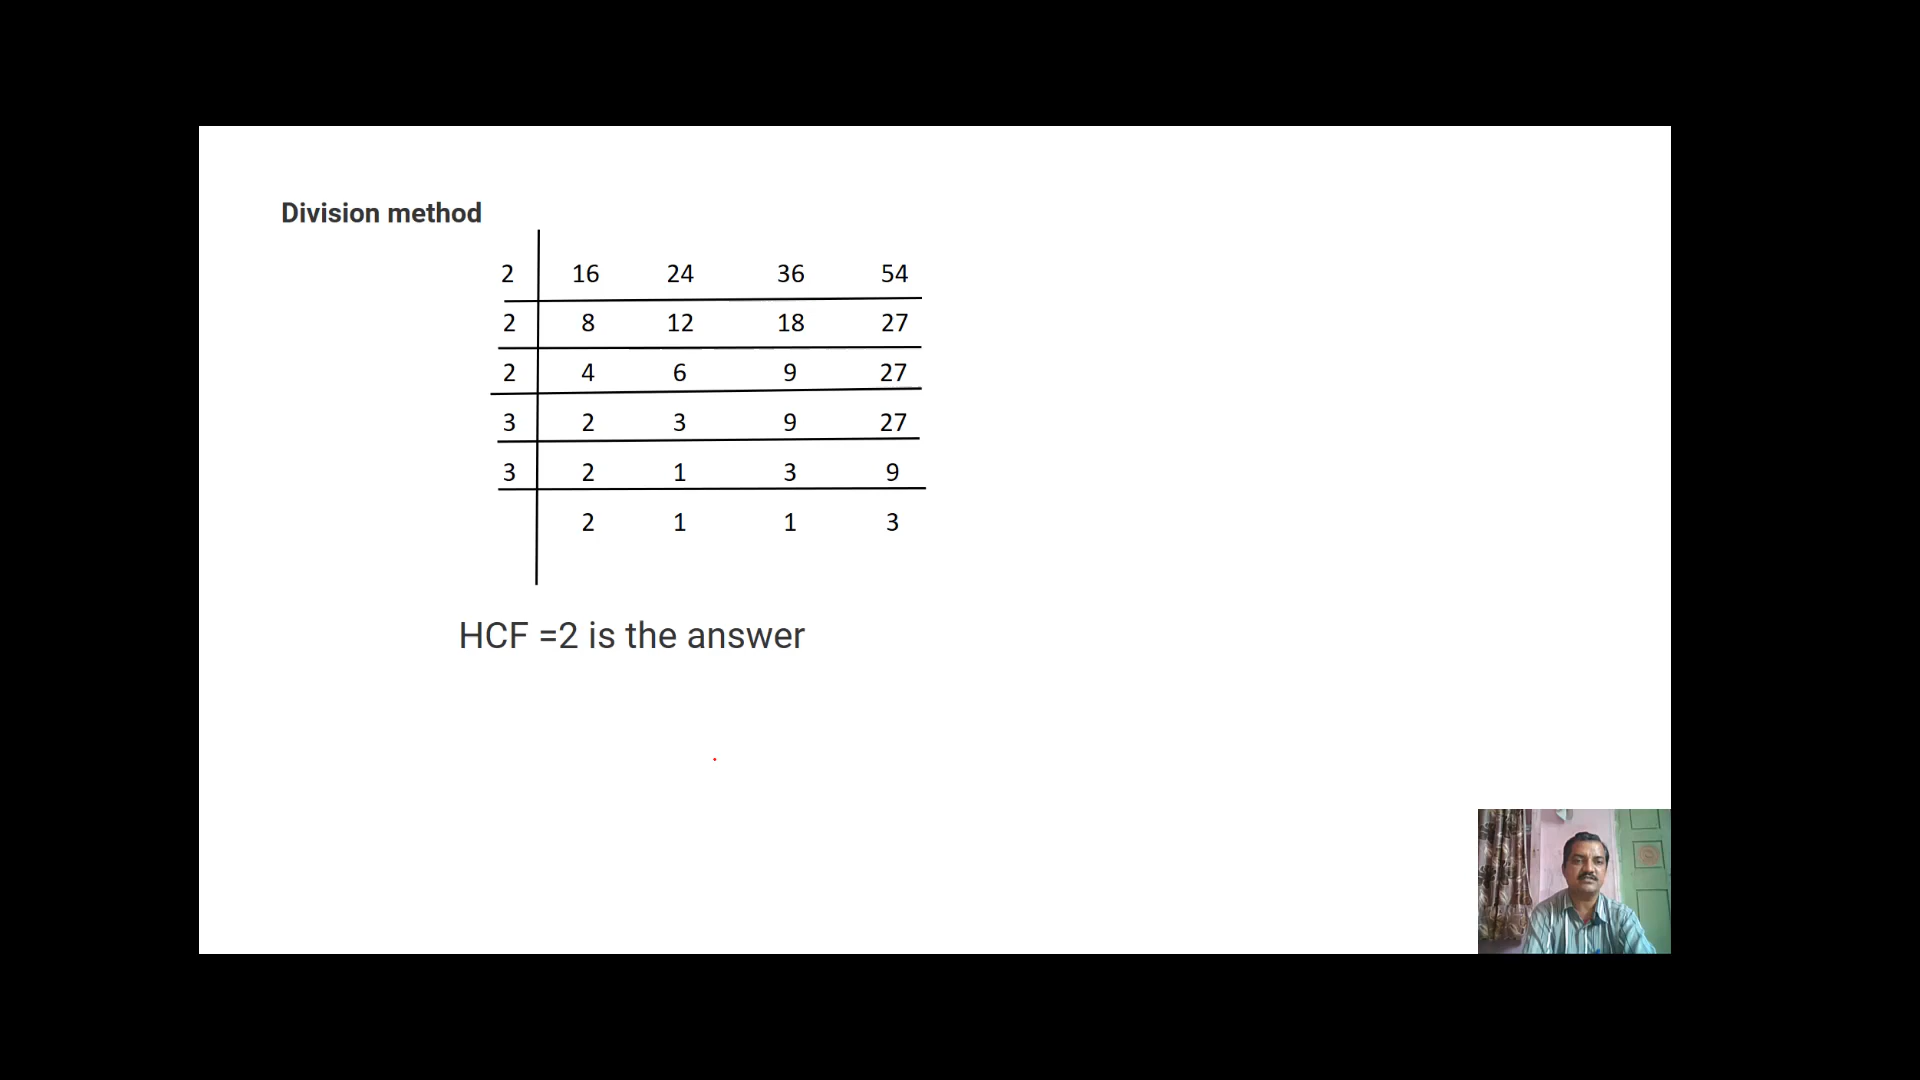 Division method
2 16 24 36 54
2 8 12 18 27
2 4 6 9 27
3 2 3 9 27
3 2 1 3 9
2 1 1 3
HCF =2 is the answer